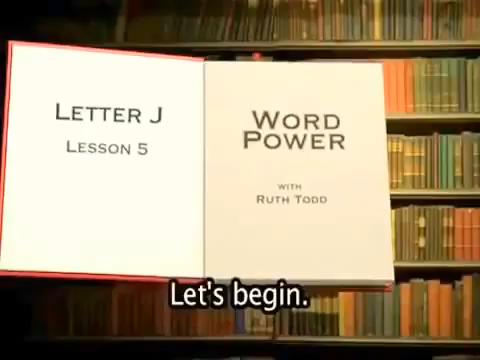 LETTER J
LESSON 5
WORD
POWER
WITH
RUTH TODD
Let's begin.